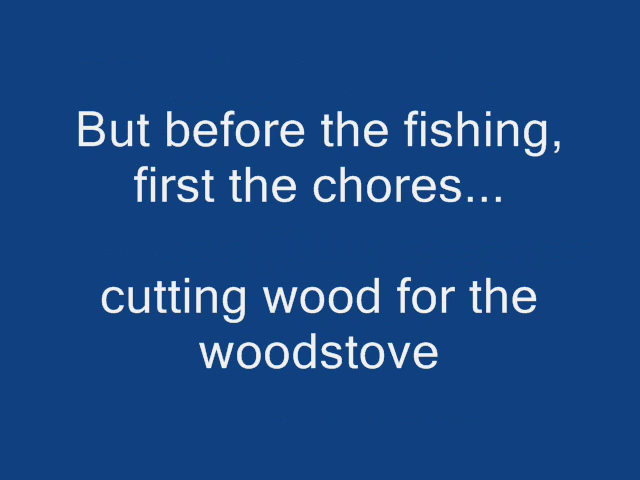 But before the fishing,
first the chores...
cutting wood for the
woodstove